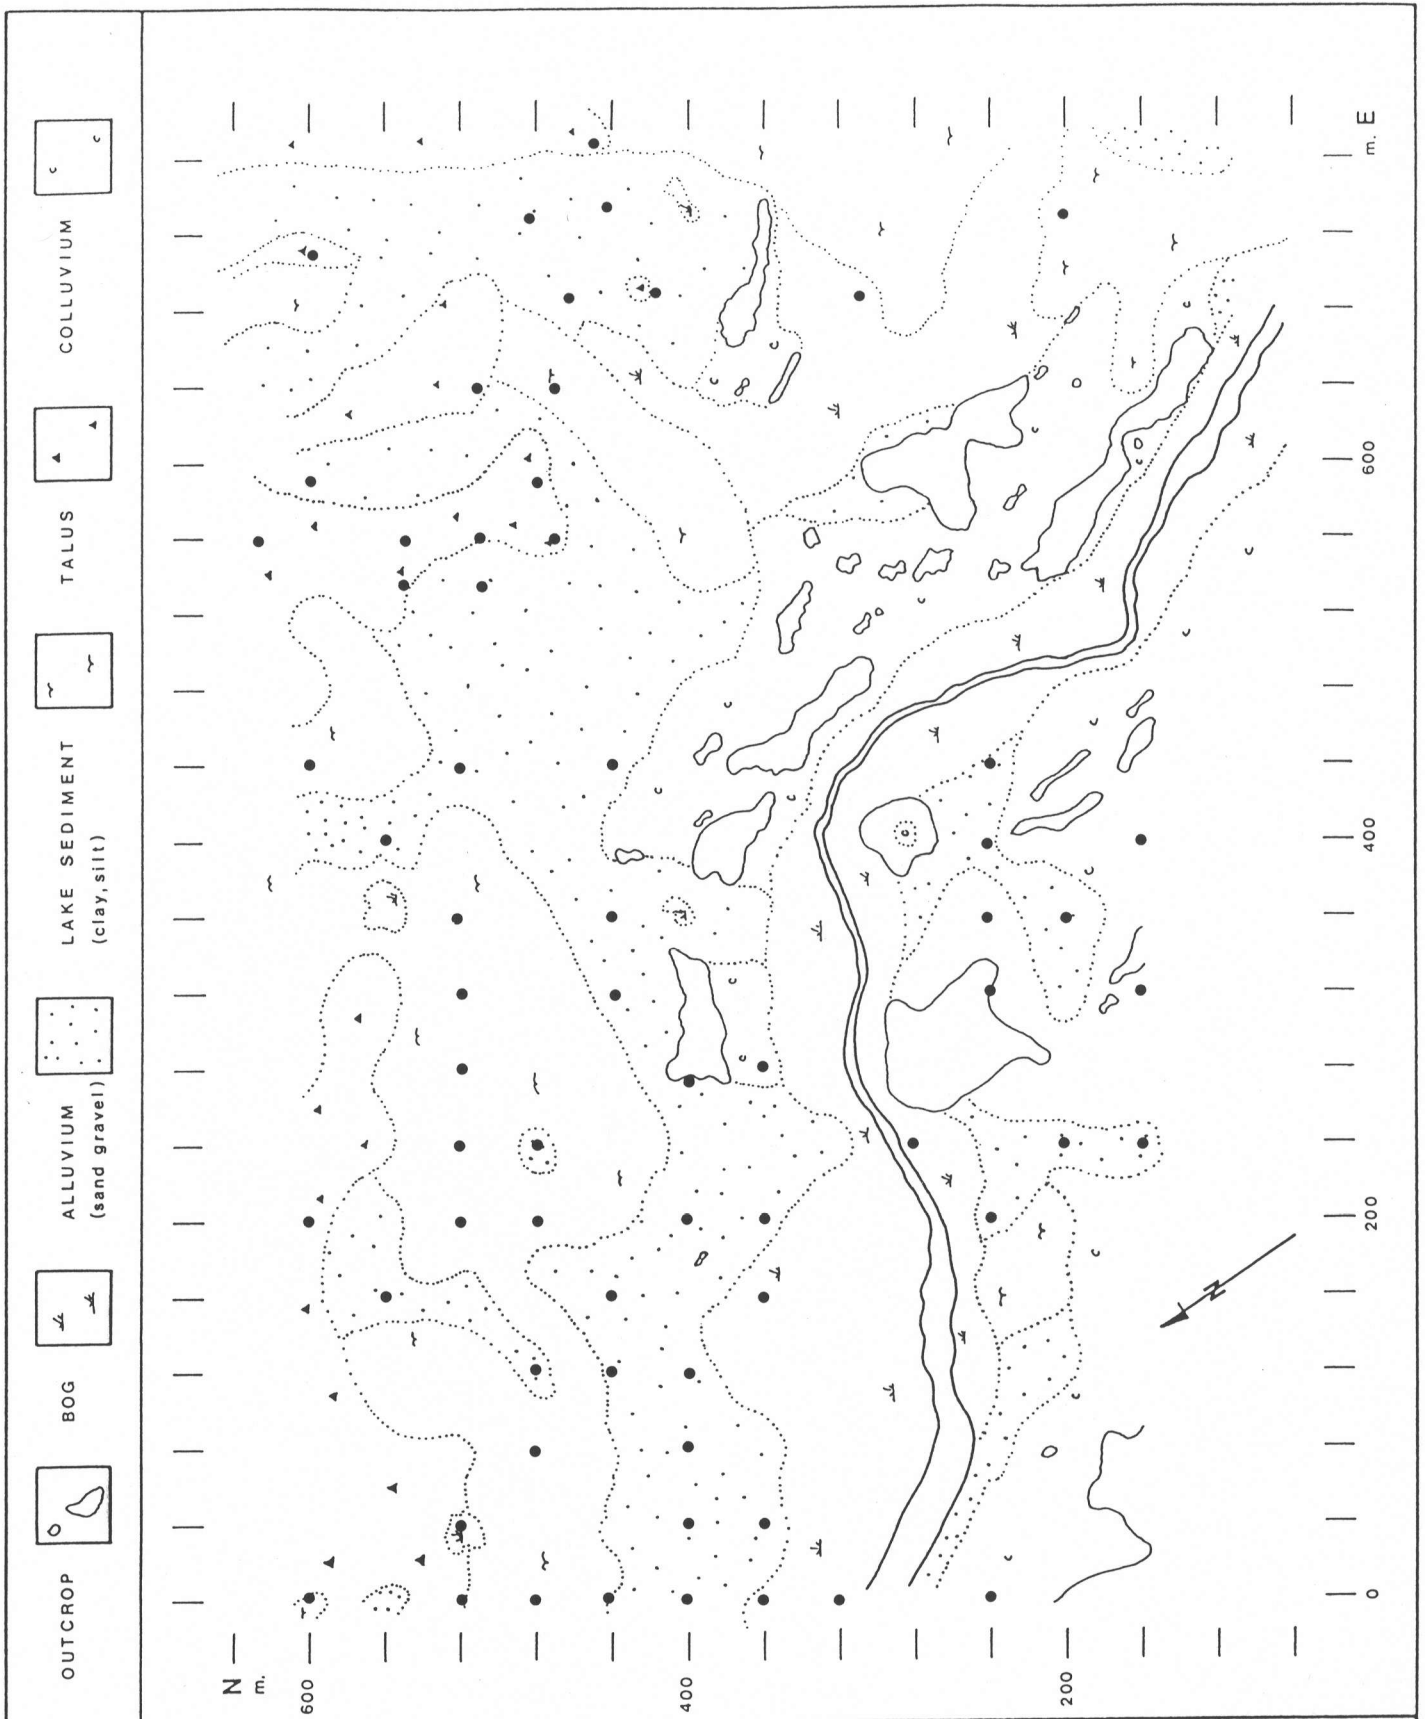 OUTCROP
BOG
ALLUVIUM
(sand gravel)
LAKE SEDIMENT
(clay, silt)
TALUS
COLLUVIUM
N
m.
600
400
200
0
200
400
600
m. E
N